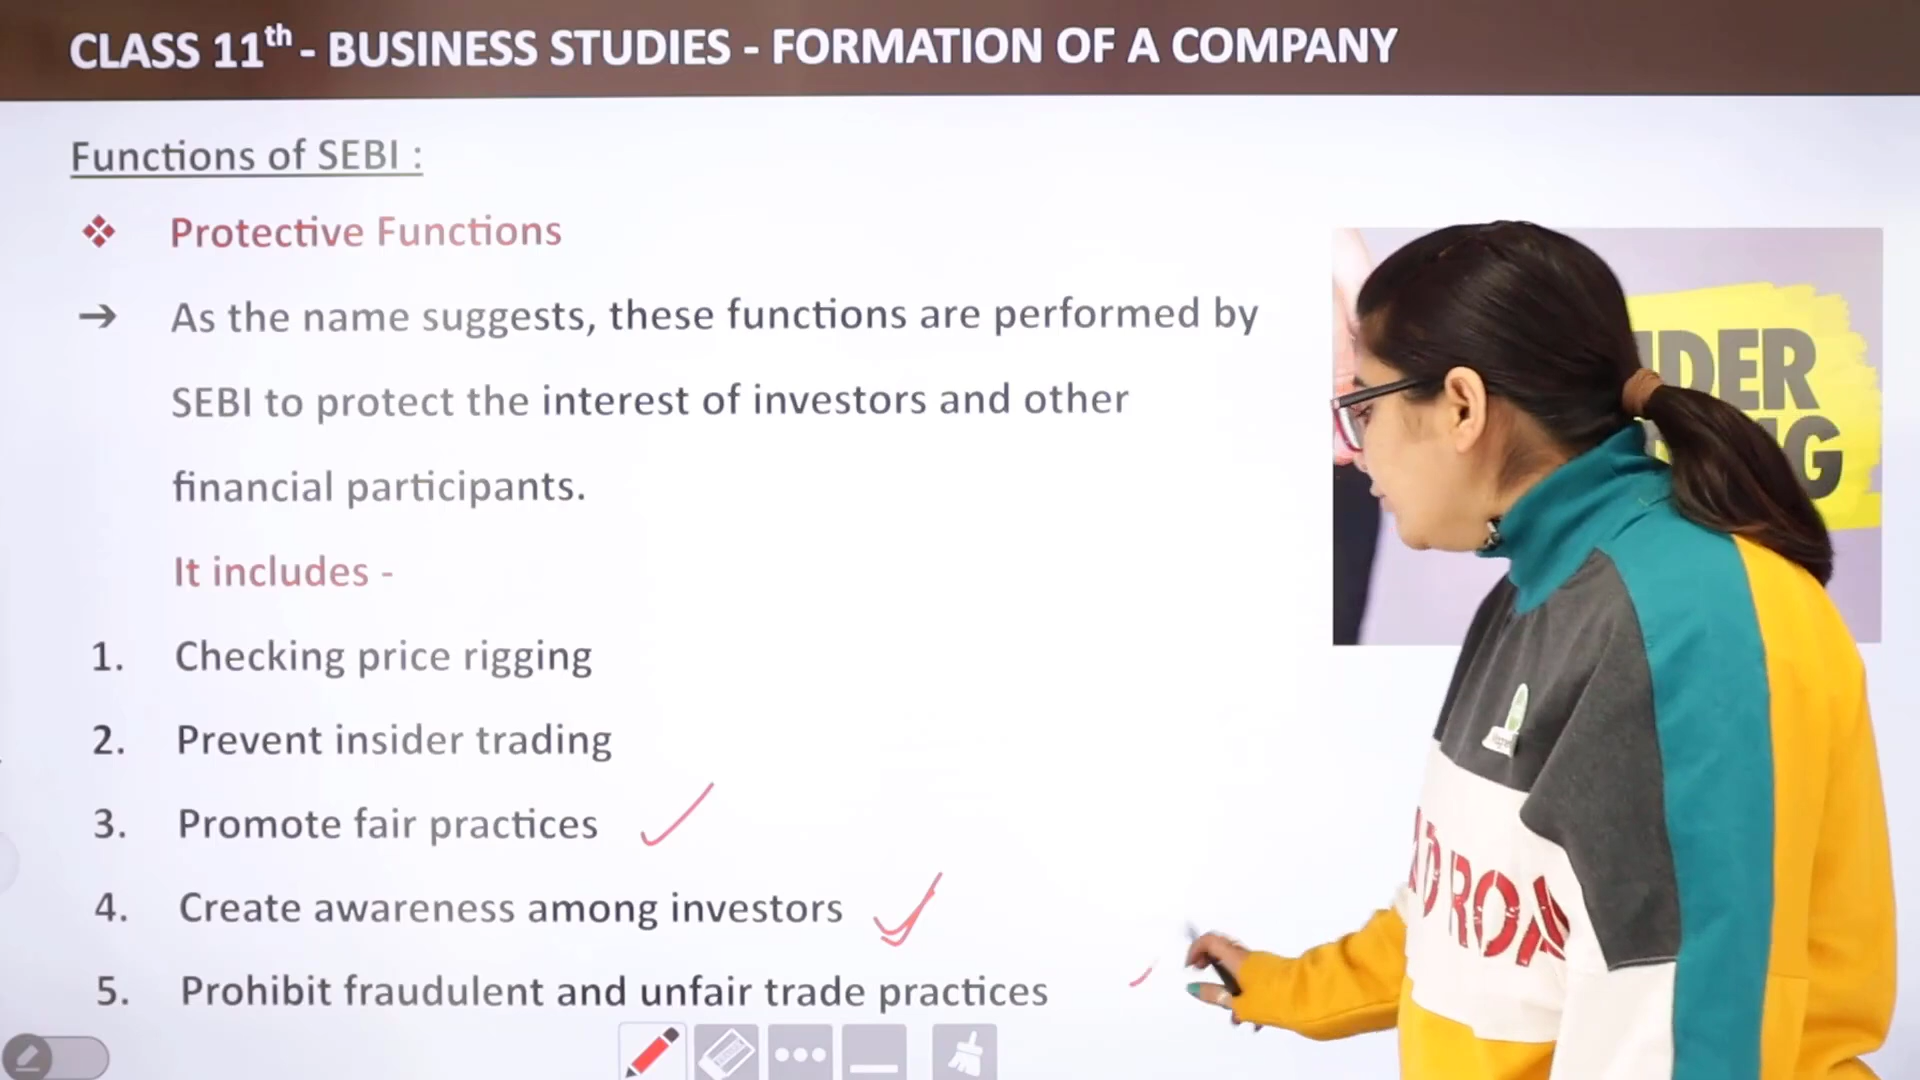 CLASS 11th - BUSINESS STUDIES - FORMATION OF A COMPANY
Functions of SEBI :
❖ Protective Functions
➔ As the name suggests, these functions are performed by
SEBI to protect the interest of investors and other
financial participants.
It includes -
1. Checking price rigging
2. Prevent insider trading
3. Promote fair practices
4. Create awareness among investors
5. Prohibit fraudulent and unfair trade practices